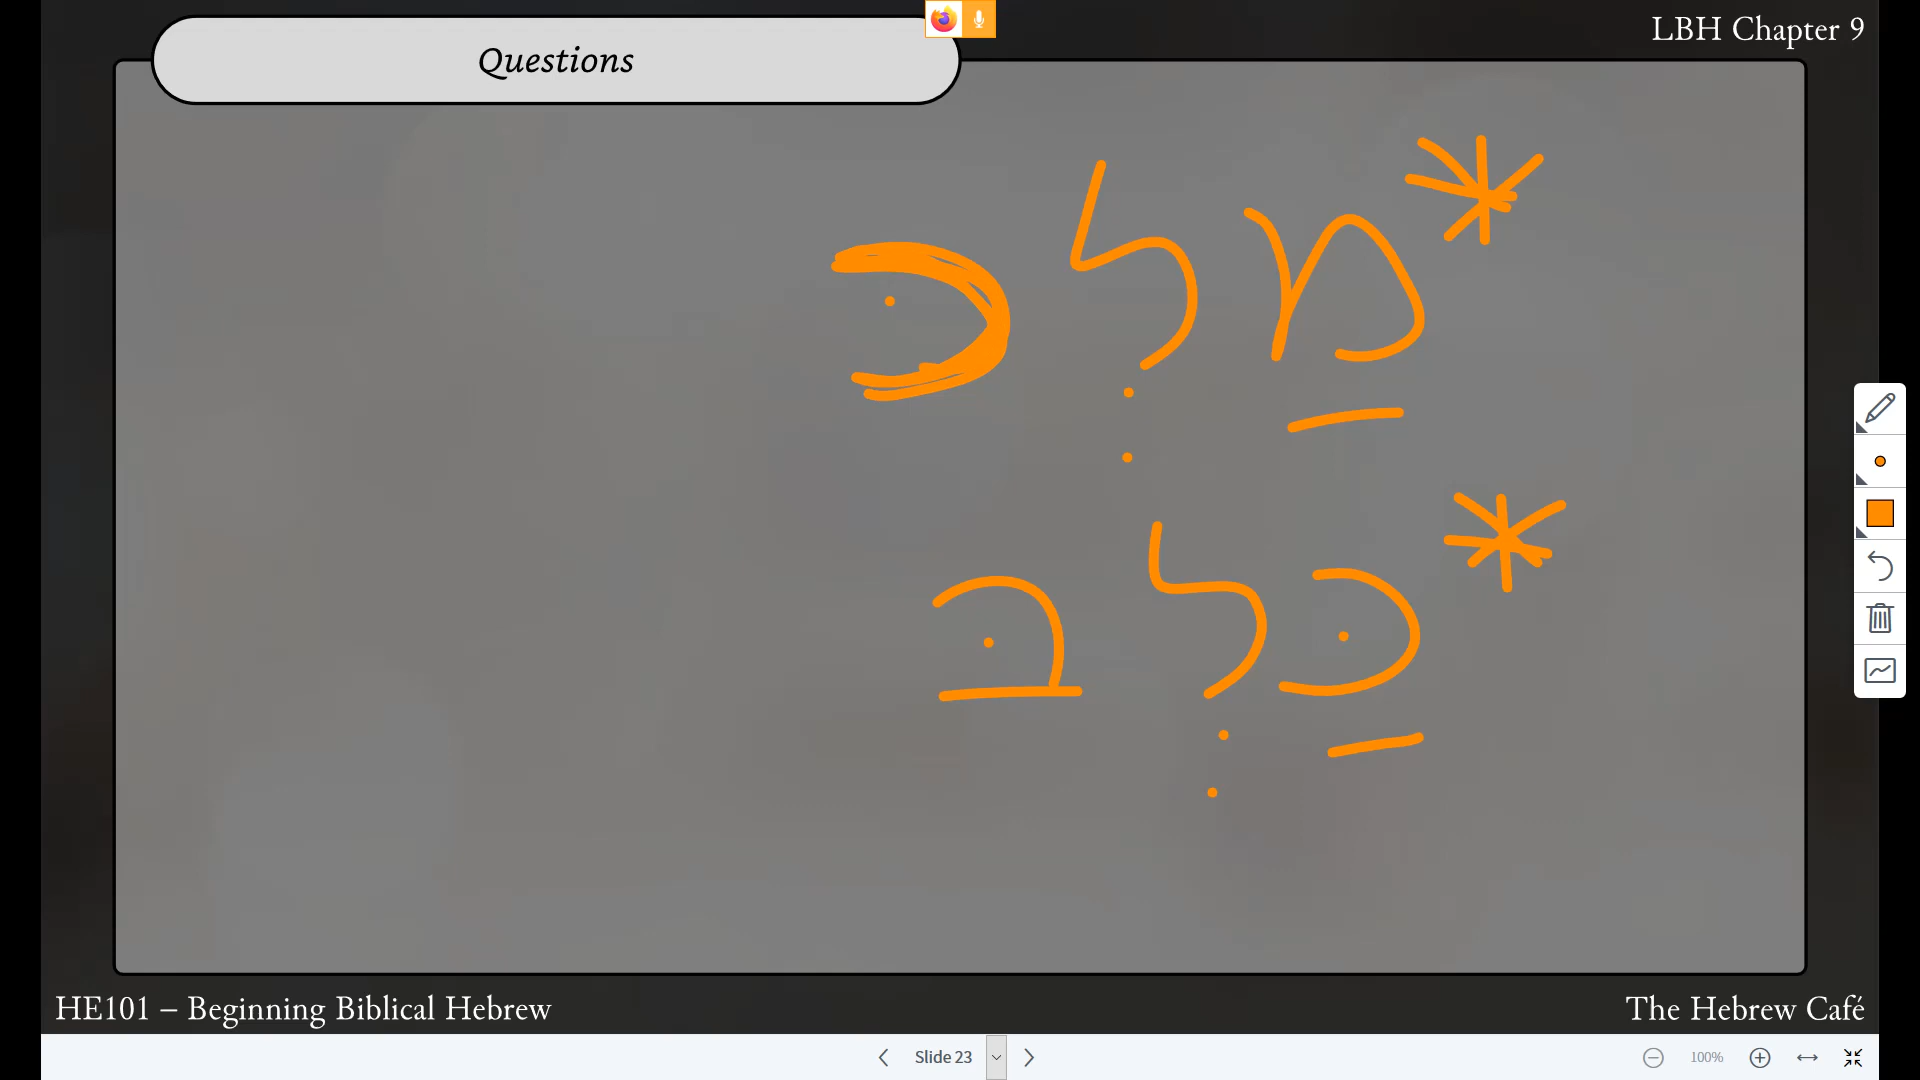 Questions
LBH Chapter 9
*מַלְכּ
*כַּלְבּ
HE101 – Beginning Biblical Hebrew
The Hebrew Café
Slide 23
100%